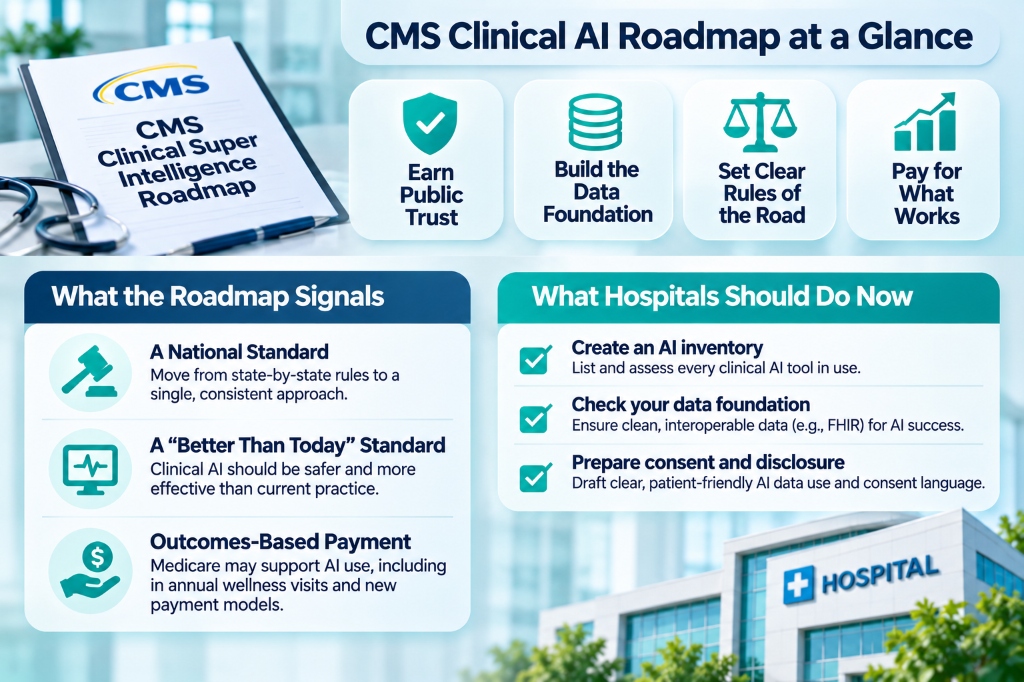 CMS Clinical AI Roadmap at a Glance
CMS
CMS
Clinical Super
Intelligence
Roadmap
Earn
Public
Trust
Build the
Data
Foundation
Set Clear
Rules of
the Road
Pay for
What
Works
What the Roadmap Signals
A National Standard
Move from state-by-state rules to a
single, consistent approach.
A “Better Than Today” Standard
Clinical AI should be safer and more
effective than current practice.
$
Outcomes-Based Payment
Medicare may support AI use, including
in annual wellness visits and new
payment models.
What Hospitals Should Do Now
Create an AI inventory
List and assess every clinical AI tool in use.
Check your data foundation
Ensure clean, interoperable data (e.g., FHIR) for AI success.
Prepare consent and disclosure
Draft clear, patient-friendly AI data use and consent language.
HOSPITAL